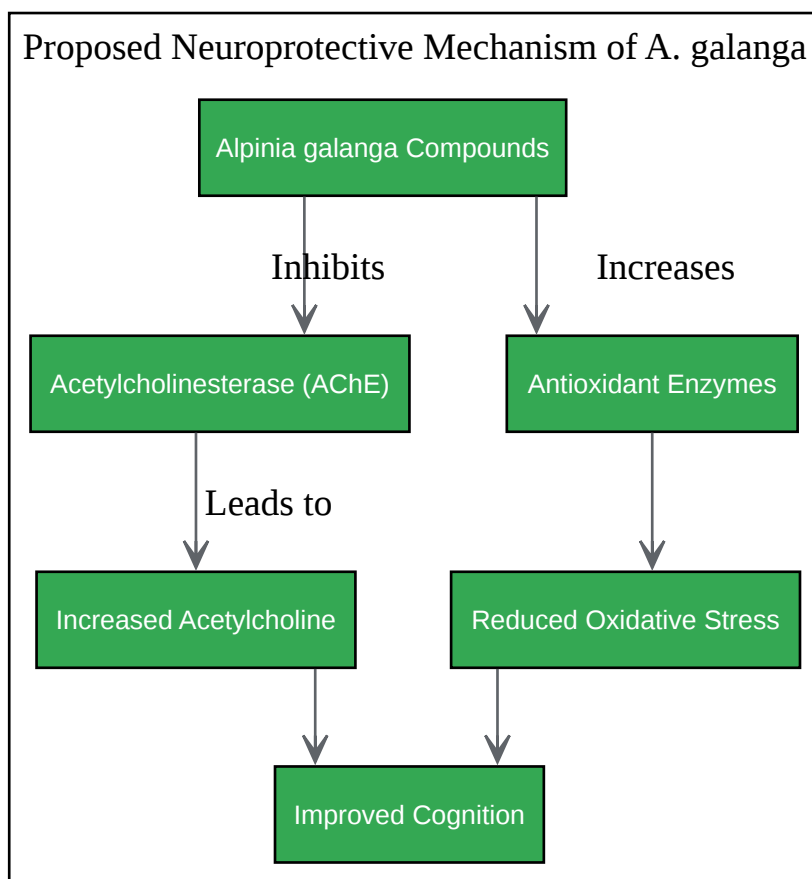 Proposed Neuroprotective Mechanism of A. galanga
Alpinia galanga Compounds
Inhibits
Increases
Acetylcholinesterase (AChE)
Antioxidant Enzymes
Leads to
Increased Acetylcholine
Reduced Oxidative Stress
Improved Cognition